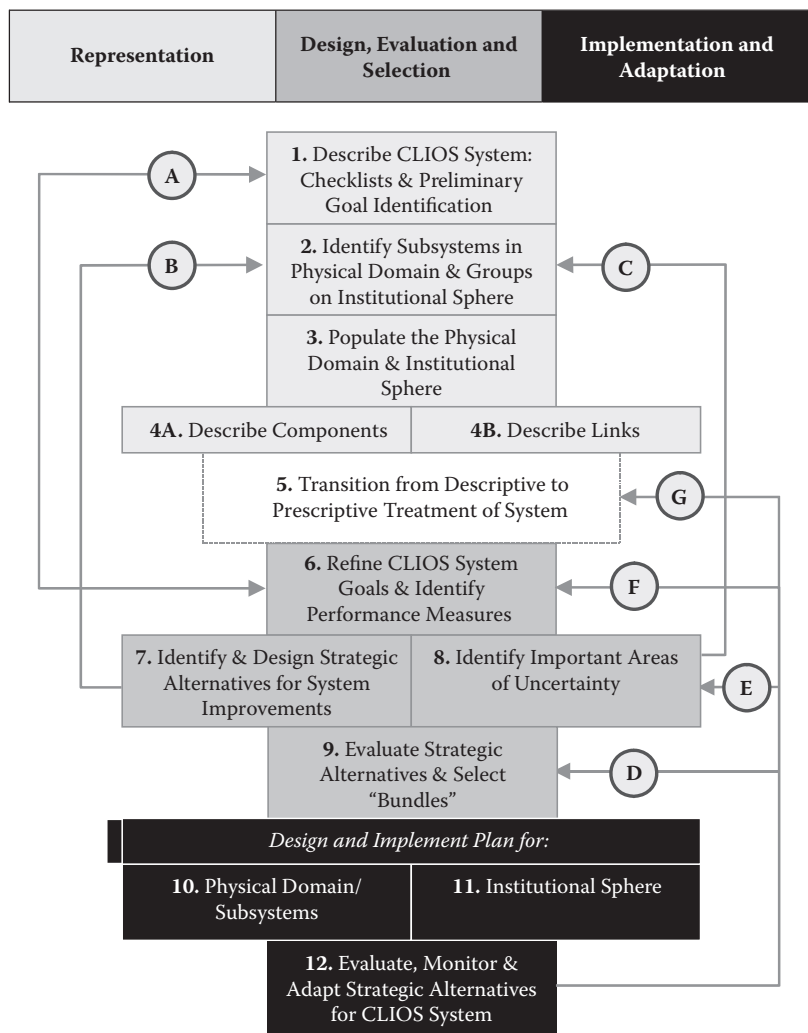 Representation
Design, Evaluation and
Selection
Implementation and
Adaptation
A
1. Describe CLIOS System:
Checklists & Preliminary
Goal Identification
B
2. Identify Subsystems in
Physical Domain & Groups
on Institutional Sphere
C
3. Populate the Physical
Domain & Institutional
Sphere
4A. Describe Components
4B. Describe Links
5. Transition from Descriptive to
Prescriptive Treatment of System
G
6. Refine CLIOS System
Goals & Identify
Performance Measures
F
7. Identify & Design Strategic
Alternatives for System
Improvements
8. Identify Important Areas
of Uncertainty
E
9. Evaluate Strategic
Alternatives & Select
“Bundles”
D
Design and Implement Plan for:
10. Physical Domain/
Subsystems
11. Institutional Sphere
12. Evaluate, Monitor &
Adapt Strategic Alternatives
for CLIOS System